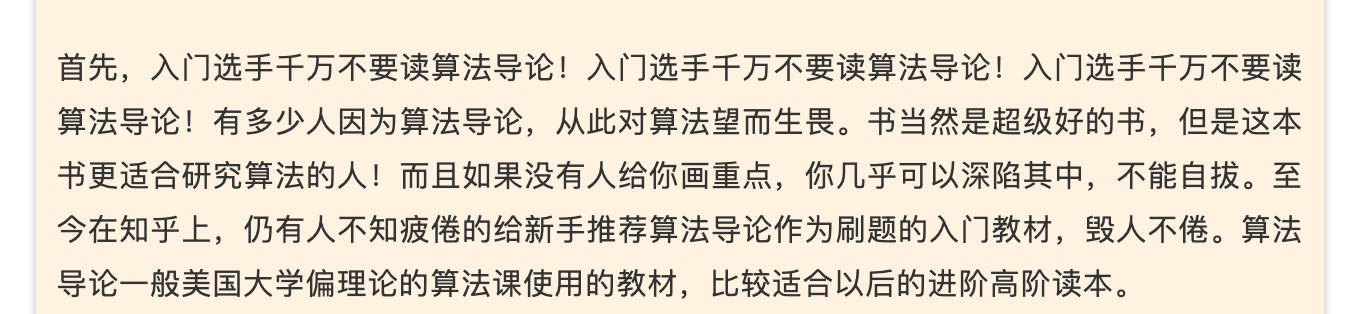 首先，入门选手千万不要读算法导论！入门选手千万不要读算法导论！入门选手千万不要读
算法导论！有多少人因为算法导论，从此对算法望而生畏。书当然是超级好的书，但是这本
书更适合研究算法的人！而且如果没有人给你画重点，你几乎可以深陷其中，不能自拔。至
今在知乎上，仍有人不知疲倦的给新手推荐算法导论作为刷题的入门教材，毁人不倦。算法
导论一般美国大学偏理论的算法课使用的教材，比较适合以后的进阶高阶读本。